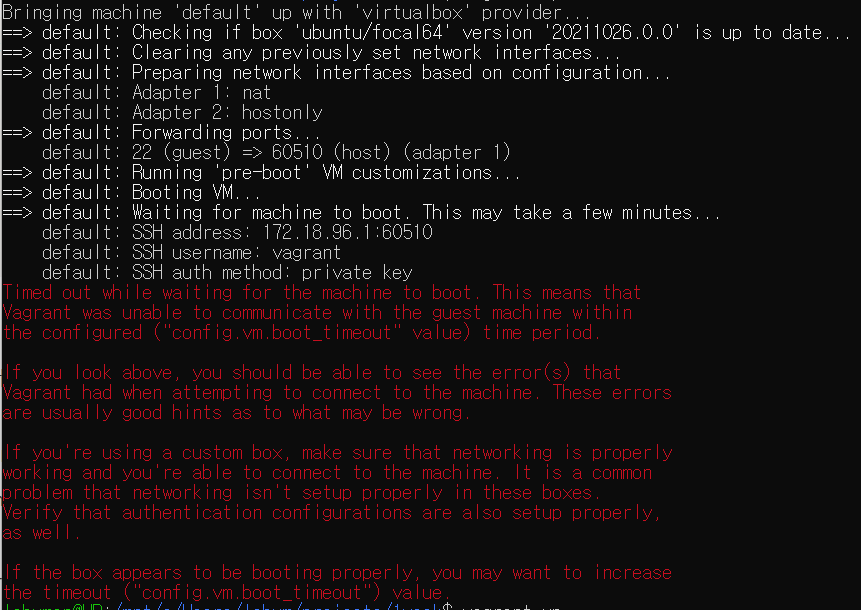 Bringing machine 'default' up with 'virtualbox' provider...
==> default: Checking if box 'ubuntu/focal64' version '20211026.0.0' is up to date...
==> default: Clearing any previously set network interfaces...
==> default: Preparing network interfaces based on configuration...
default: Adapter 1: nat
default: Adapter 2: hostonly
==> default: Forwarding ports...
default: 22 (guest) => 60510 (host) (adapter 1)
==> default: Running 'pre-boot' VM customizations...
==> default: Booting VM...
==> default: Waiting for machine to boot. This may take a few minutes...
default: SSH address: 172.18.96.1:60510
default: SSH username: vagrant
default: SSH auth method: private key
Timed out while waiting for the machine to boot. This means that
Vagrant was unable to communicate with the guest machine within
the configured ("config.vm.boot_timeout" value) time period.
If you look above, you should be able to see the error(s) that
Vagrant had when attempting to connect to the machine. These errors
are usually good hints as to what may be wrong.
If you're using a custom box, make sure that networking is properly
working and you're able to connect to the machine. It is a common
problem that networking isn't setup properly in these boxes.
Verify that authentication configurations are also setup properly,
as well.
If the box appears to be booting properly, you may want to increase
the timeout ("config.vm.boot_timeout") value.